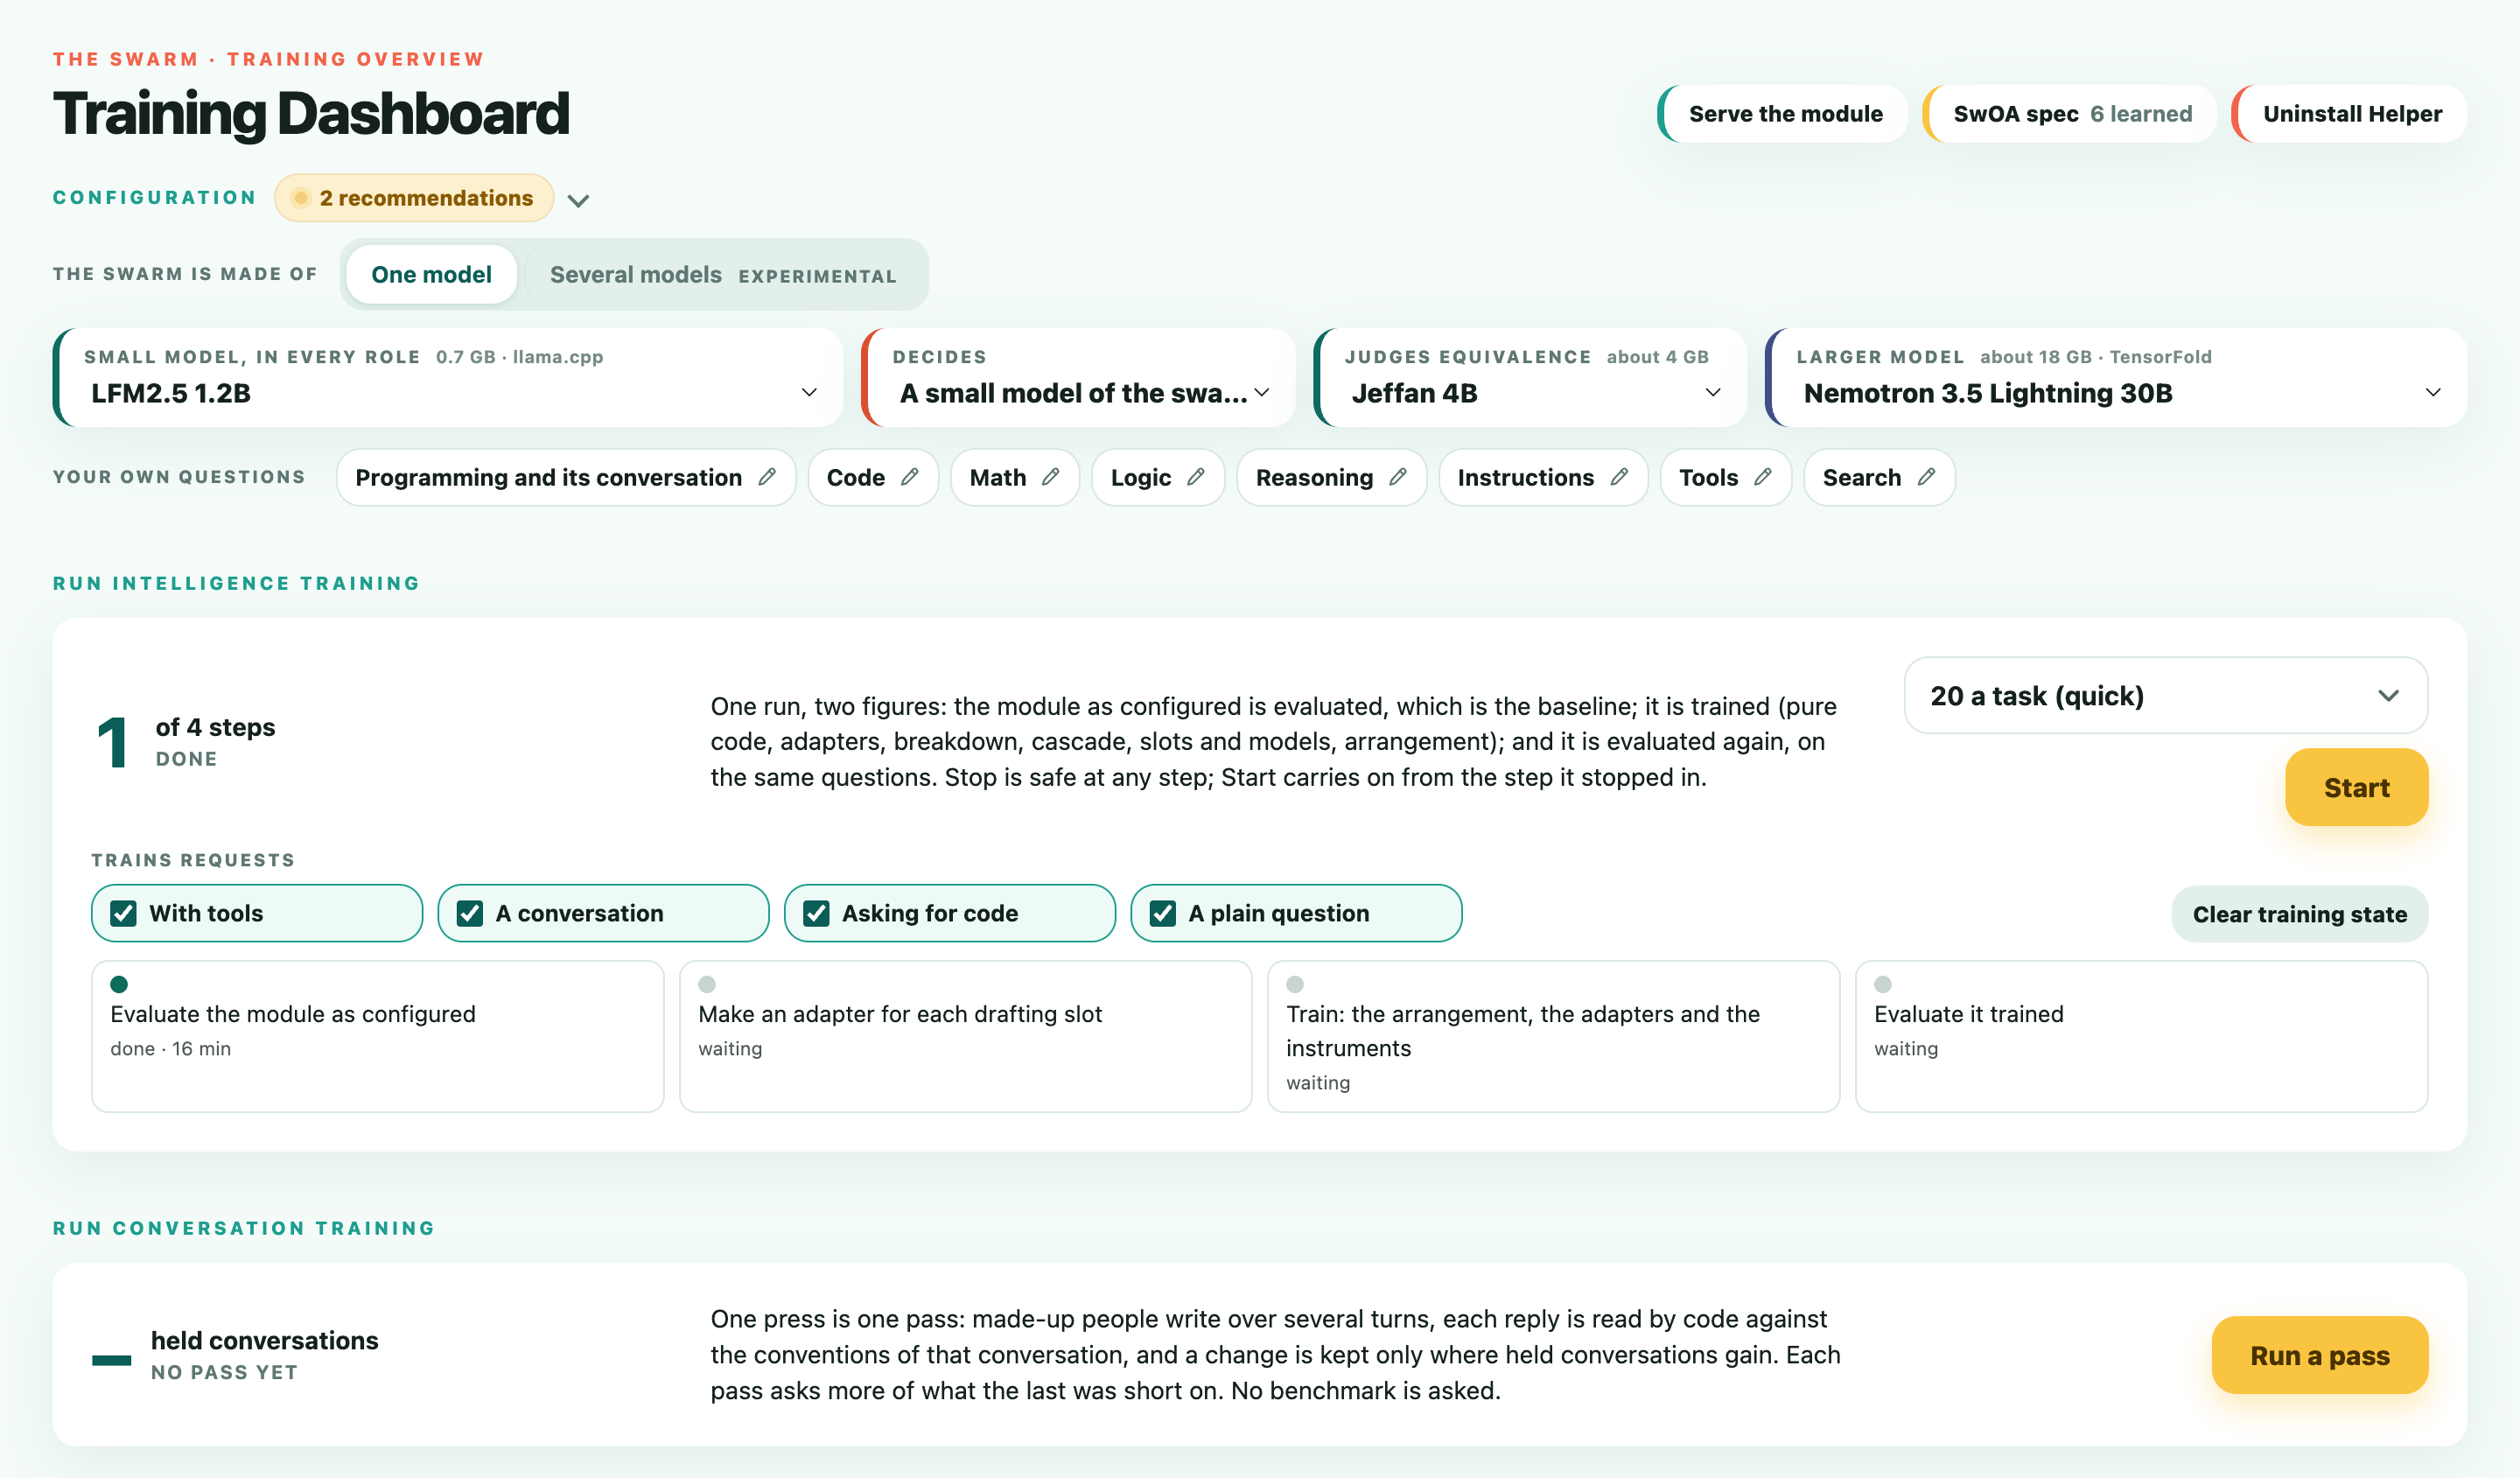 THE SWARM · TRAINING OVERVIEW
Training Dashboard
Serve the module
SwOA spec 6 learned
Uninstall Helper
CONFIGURATION
2 recommendations
THE SWARM IS MADE OF
One model
Several models EXPERIMENTAL
SMALL MODEL, IN EVERY ROLE 0.7 GB · llama.cpp
LFM2.5 1.2B
DECIDES
A small model of the swa...
JUDGES EQUIVALENCE about 4 GB
Jeffan 4B
LARGER MODEL about 18 GB · TensorFold
Nemotron 3.5 Lightning 30B
YOUR OWN QUESTIONS
Programming and its conversation
Code
Math
Logic
Reasoning
Instructions
Tools
Search
RUN INTELLIGENCE TRAINING
1 of 4 steps
DONE
One run, two figures: the module as configured is evaluated, which is the baseline; it is trained (pure
code, adapters, breakdown, cascade, slots and models, arrangement); and it is evaluated again, on
the same questions. Stop is safe at any step; Start carries on from the step it stopped in.
20 a task (quick)
Start
TRAINS REQUESTS
With tools
A conversation
Asking for code
A plain question
Clear training state
Evaluate the module as configured
done · 16 min
Make an adapter for each drafting slot
waiting
Train: the arrangement, the adapters and the
instruments
waiting
Evaluate it trained
waiting
RUN CONVERSATION TRAINING
– held conversations
NO PASS YET
One press is one pass: made-up people write over several turns, each reply is read by code against
the conventions of that conversation, and a change is kept only where held conversations gain. Each
pass asks more of what the last was short on. No benchmark is asked.
Run a pass